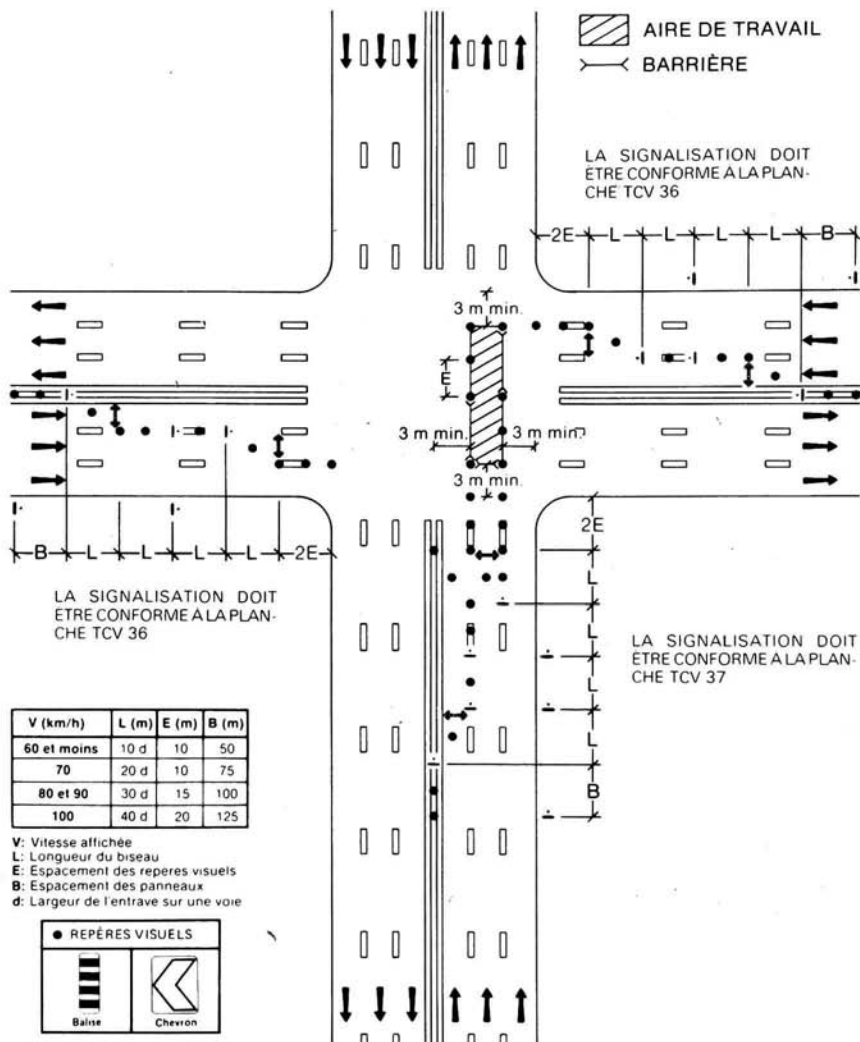 AIRE DE TRAVAIL
BARRIÈRE
LA SIGNALISATION DOIT
ÊTRE CONFORME À LA PLAN-
CHE TCV 36
2E L L L L B
3 m min.
E
3 m min. 3 m min.
3 m min.
2E
L
L
L
L
B
B L L L L 2E
LA SIGNALISATION DOIT
ÊTRE CONFORME À LA PLAN-
CHE TCV 36
LA SIGNALISATION DOIT
ÊTRE CONFORME À LA PLAN-
CHE TCV 37
V (km/h) L (m) E (m) B (m)
60 et moins 10 d 10 50
70 20 d 10 75
80 et 90 30 d 15 100
100 40 d 20 125
V: Vitesse affichée
L: Longueur du biseau
E: Espacement des reperes visuels
B: Espacement des panneaux
d: Largeur de l'entrave sur une voie
REPÈRES VISUELS
Balise Chevron